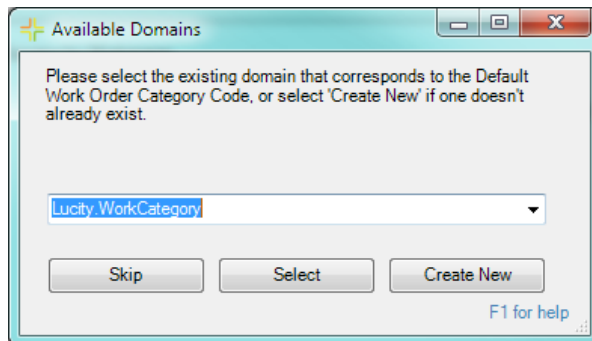 Available Domains
Please select the existing domain that corresponds to the Default
Work Order Category Code, or select 'Create New' if one doesn't
already exist.
Lucity.WorkCategory
Skip Select Create New
F1 for help